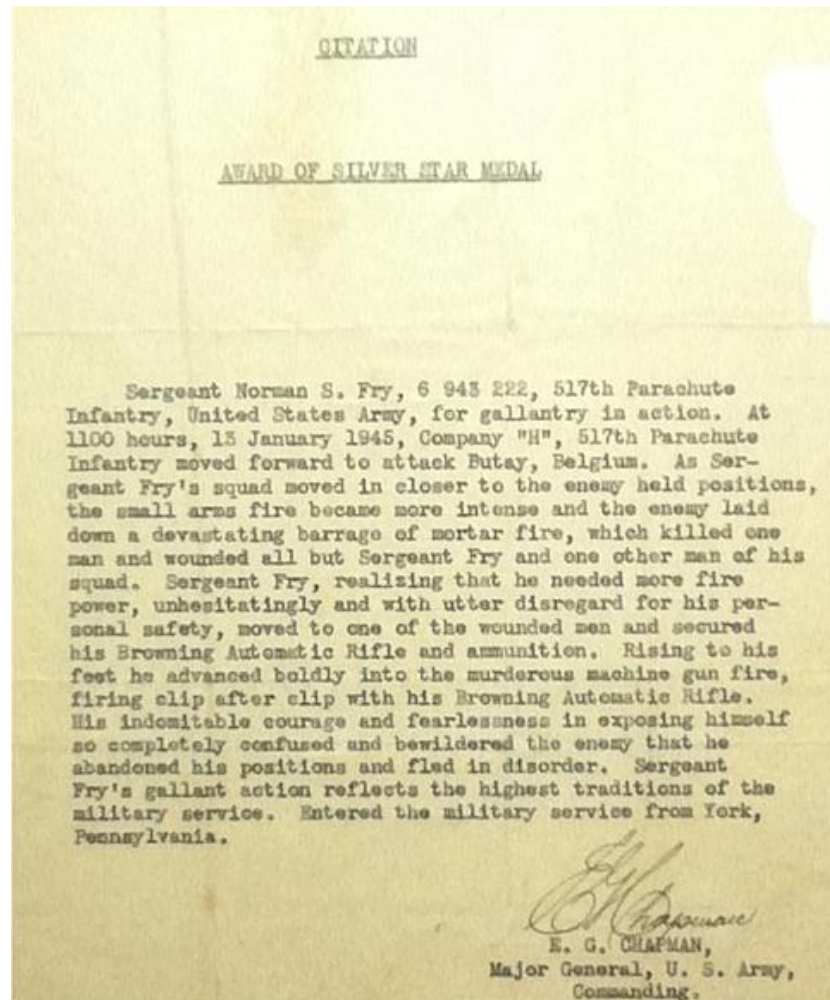 CITATION
AWARD OF SILVER STAR MEDAL
Sergeant Norman S. Fry, 6 943 222, 517th Parachute
Infantry, United States Army, for gallantry in action. At
1100 hours, 13 January 1945, Company "H", 517th Parachute
Infantry moved forward to attack Butay, Belgium. As Ser-
geant Fry's squad moved in closer to the enemy held positions,
the small arms fire became more intense and the enemy laid
down a devastating barrage of mortar fire, which killed one
man and wounded all but Sergeant Fry and one other man of his
squad. Sergeant Fry, realizing that he needed more fire
power, unhesitatingly and with utter disregard for his per-
sonal safety, moved to one of the wounded men and secured
his Browning Automatic Rifle and ammunition. Rising to his
feet he advanced boldly into the murderous machine gun fire,
firing clip after clip with his Browning Automatic Rifle.
His indomitable courage and fearlessness in exposing himself
so completely confused and bewildered the enemy that he
abandoned his positions and fled in disorder. Sergeant
Fry's gallant action reflects the highest traditions of the
military service. Entered the military service from York,
Pennsylvania.
EG Chapman
E. G. CHAPMAN,
Major General, U. S. Army,
Commanding.